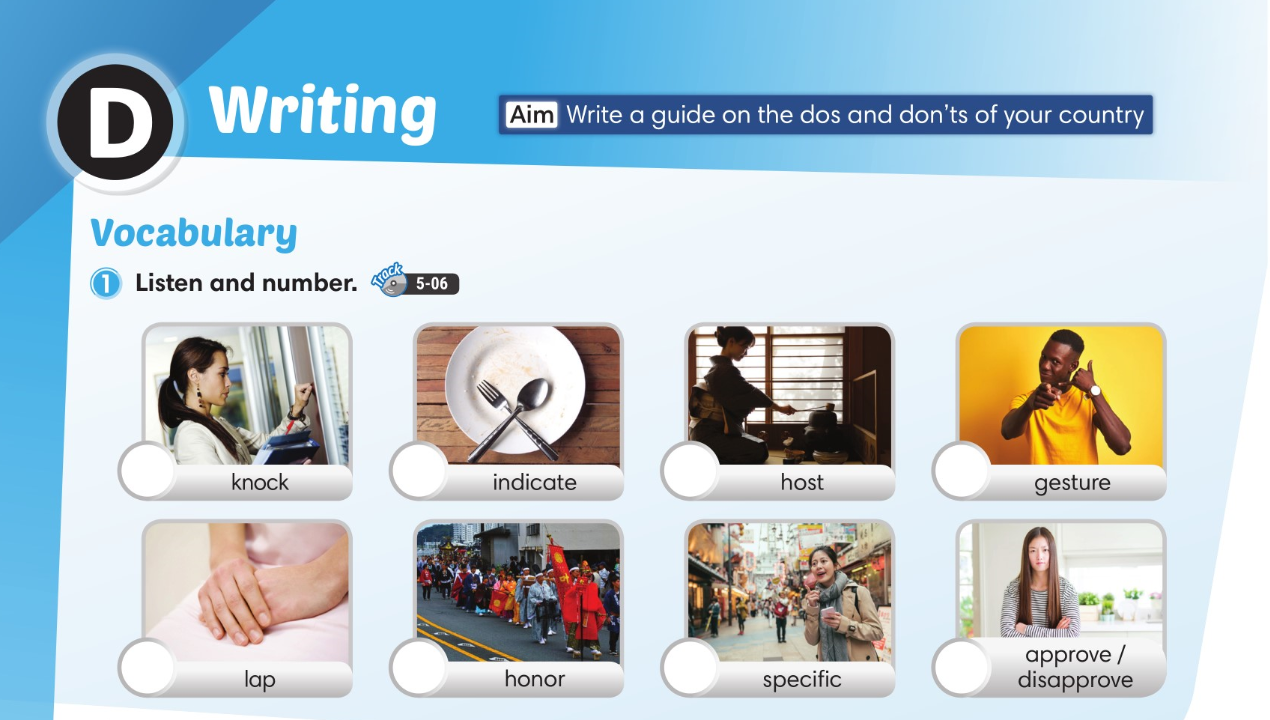 D Writing
Aim Write a guide on the dos and don'ts of your country
Vocabulary
1 Listen and number. Track 5-06
knock
indicate
host
gesture
lap
honor
specific
approve /
disapprove